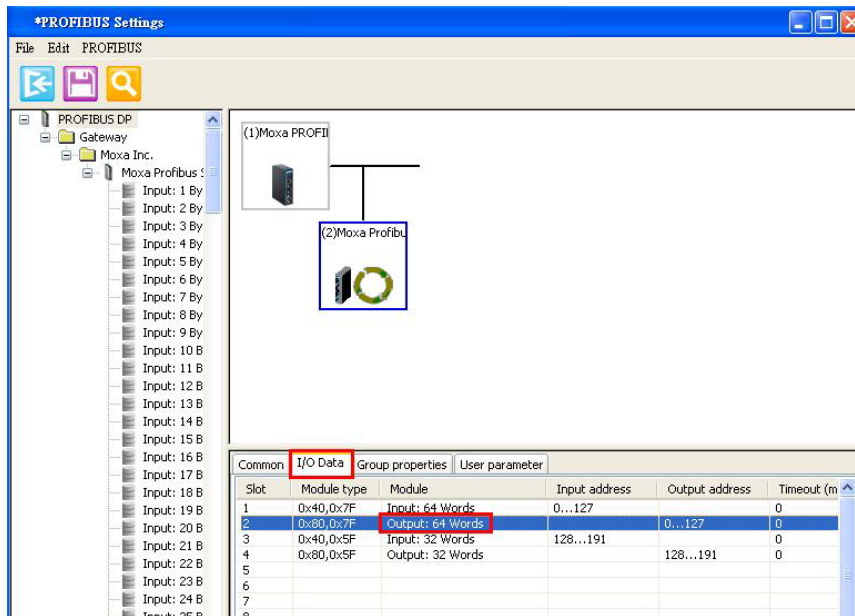 *PROFIBUS Settings
File Edit PROFIBUS
PROFIBUS DP
Gateway
Moxa Inc.
Moxa Profibus
Input: 1 By
Input: 2 By
Input: 3 By
Input: 4 By
Input: 5 By
Input: 6 By
Input: 7 By
Input: 8 By
Input: 9 By
Input: 10 B
Input: 11 B
Input: 12 B
Input: 13 B
Input: 14 B
Input: 15 B
Input: 16 B
Input: 17 B
Input: 18 B
Input: 19 B
Input: 20 B
Input: 21 B
Input: 22 B
Input: 23 B
Input: 24 B
(1)Moxa PROFI
(2)Moxa Profibu
Common I/O Data Group properties User parameter
Slot Module type Module Input address Output address Timeout (m
1 0x40,0x7F Input: 64 Words 0...127 0
2 0x80,0x7F Output: 64 Words 0...127 0
3 0x40,0x5F Input: 32 Words 128...191 0
4 0x80,0x5F Output: 32 Words 128...191 0
5
6
7